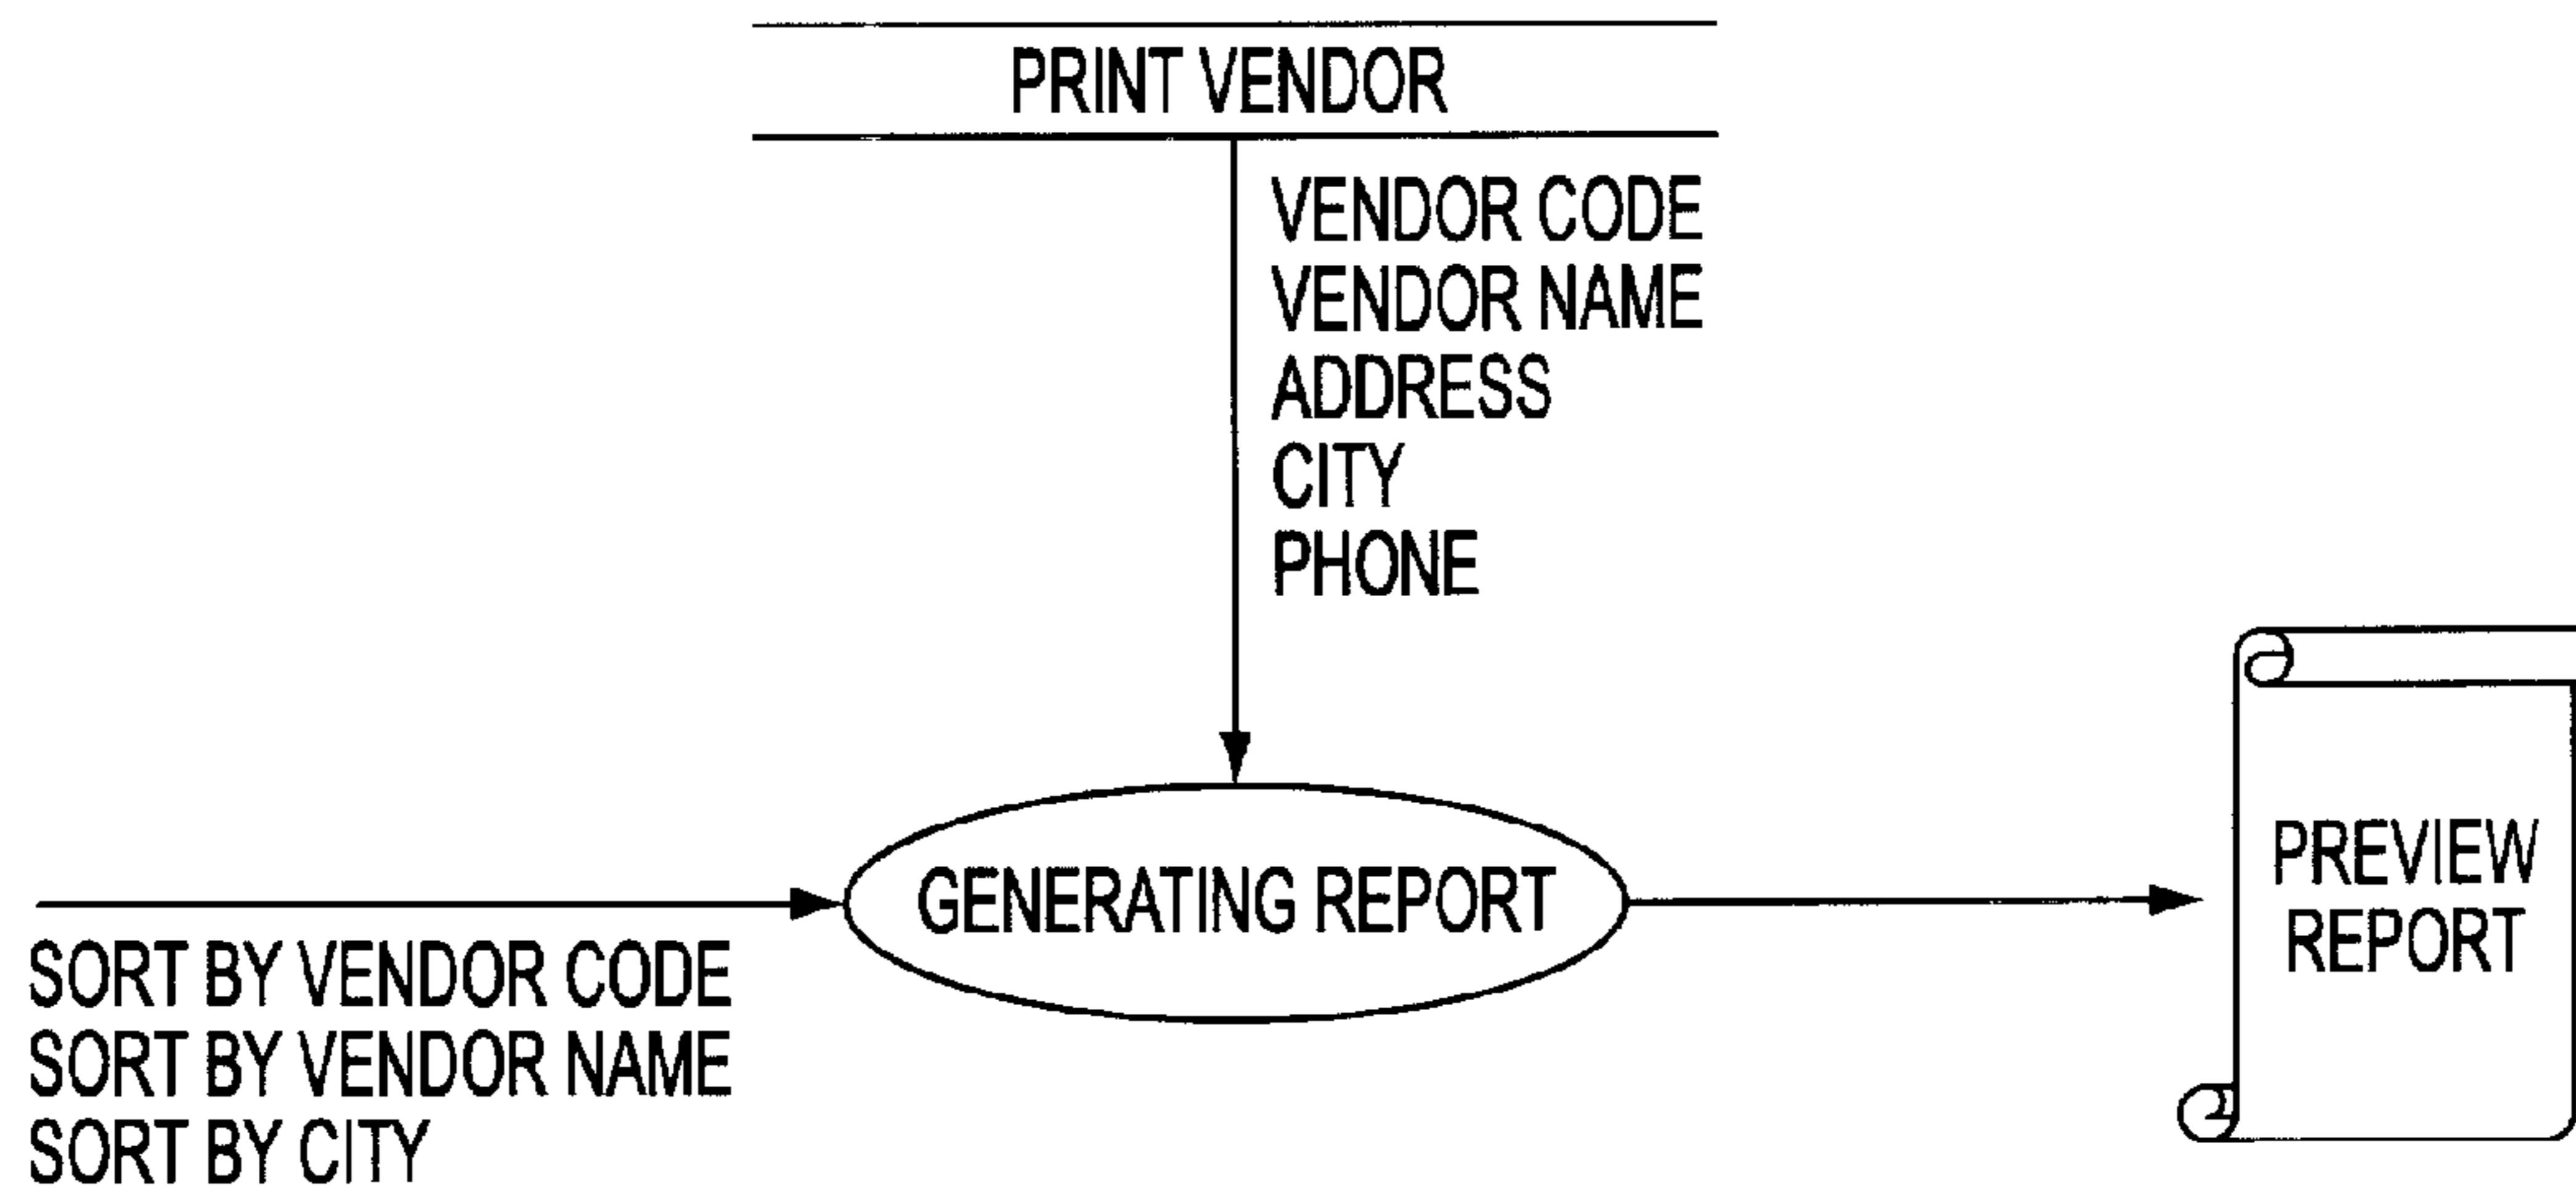 PRINT VENDOR
VENDOR CODE
VENDOR NAME
ADDRESS
CITY
PHONE
GENERATING REPORT
SORT BY VENDOR CODE
SORT BY VENDOR NAME
SORT BY CITY
PREVIEW
REPORT